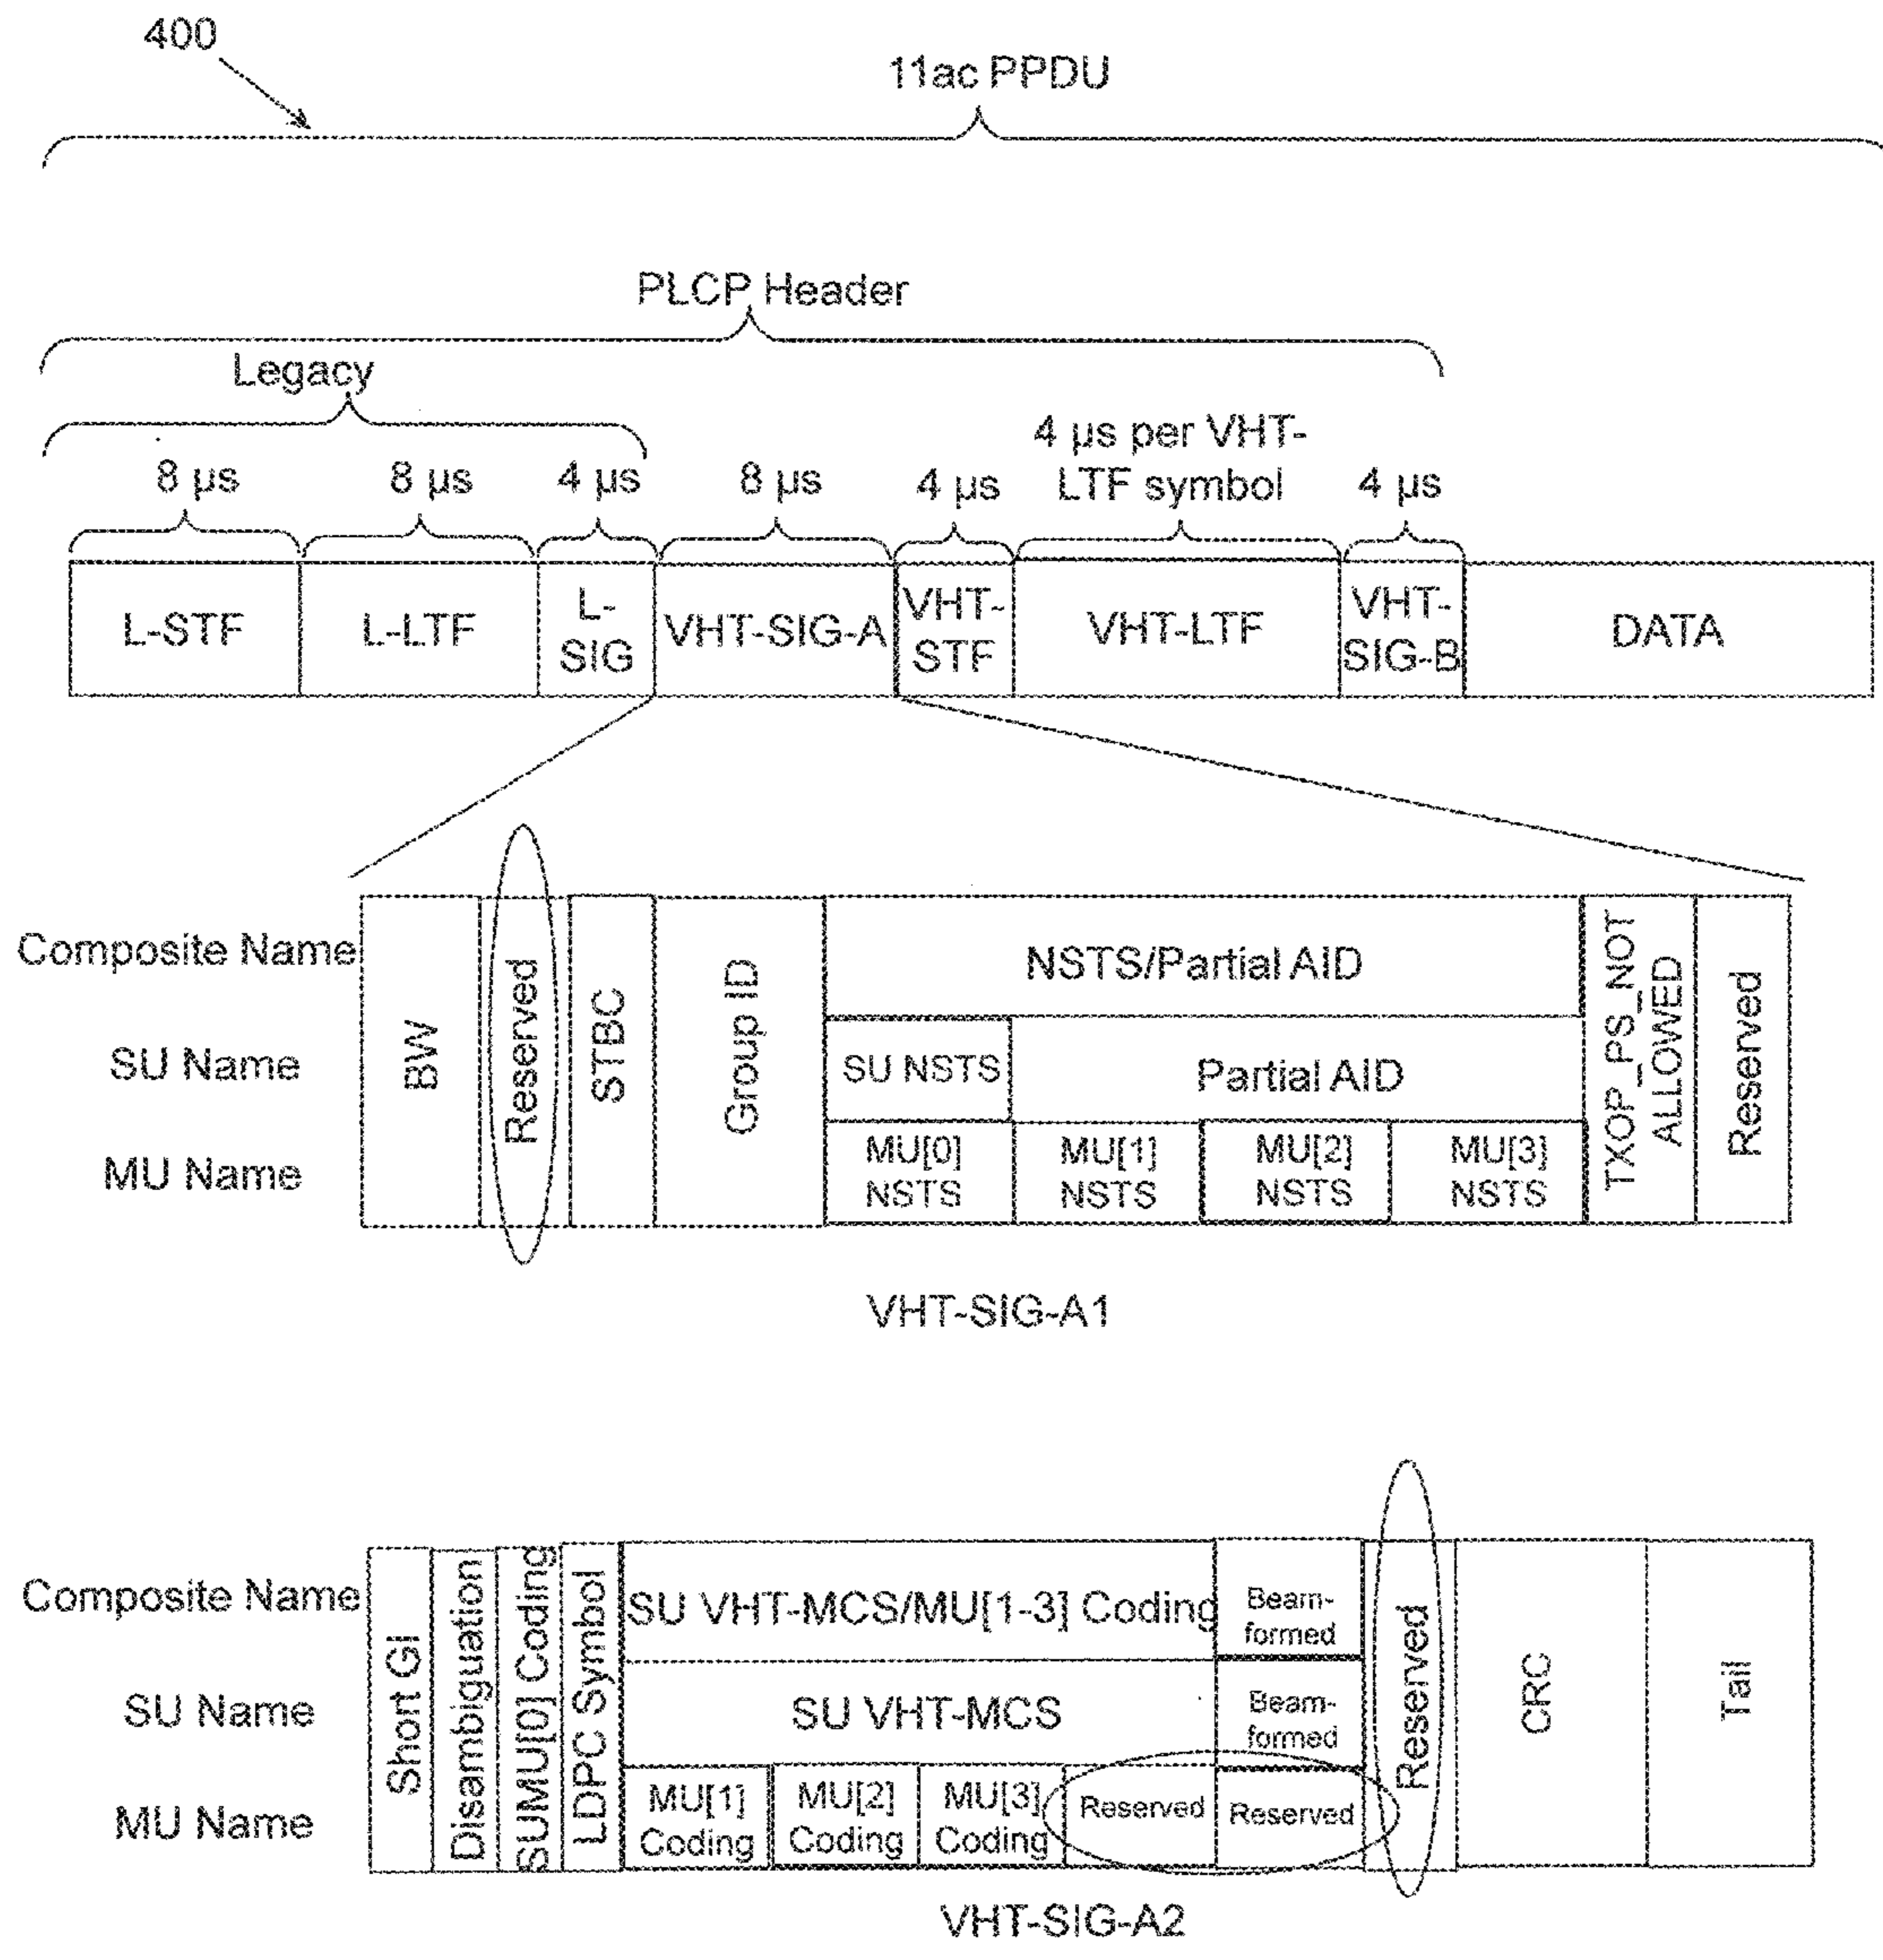 400
11ac PPDU
PLCP Header
Legacy
8 µs
8 µs
4 µs
8 µs
4 µs
4 µs per VHT-
LTF symbol
4 µs
L-STF
L-LTF
L-
SIG
VHT-SIG-A
VHT-
STF
VHT-LTF
VHT-
SIG-B
DATA
Composite Name
SU Name
MU Name
BW
Reserved
STBC
Group ID
NSTS/Partial AID
SU NSTS
Partial AID
MU[0]
NSTS
MU[1]
NSTS
MU[2]
NSTS
MU[3]
NSTS
TXOP_PS_NOT
ALLOWED
Reserved
VHT-SIG-A1
Composite Name
SU Name
MU Name
Short GI
Disambiguation
SUMU[0] Coding
LDPC Symbol
SU VHT-MCS/MU[1-3] Coding
Beam-
formed
SU VHT-MCS
Beam-
formed
MU[1]
Coding
MU[2]
Coding
MU[3]
Coding
Reserved
Reserved
Reserved
CRC
Tail
VHT-SIG-A2